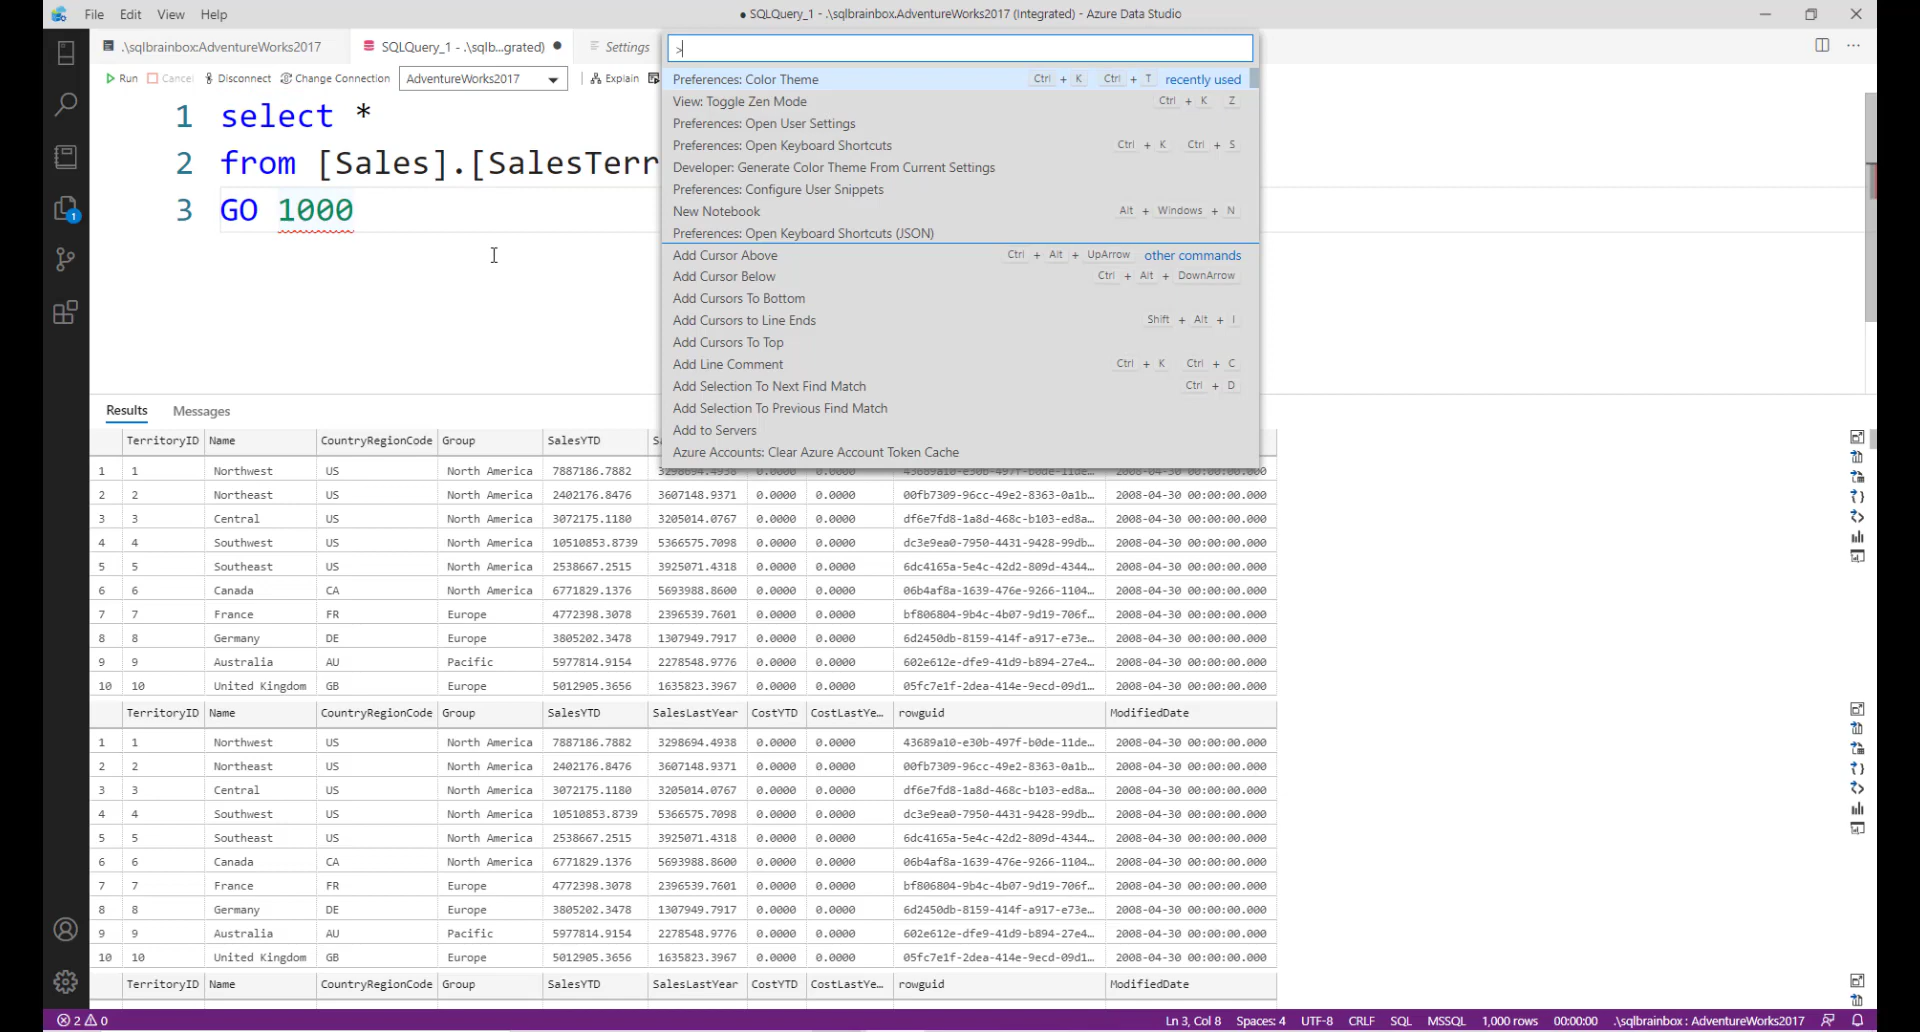 File Edit View Help
● SQLQuery_1 - .\sqlbrainbox.AdventureWorks2017 (Integrated) - Azure Data Studio
.\sqlbrainbox:AdventureWorks2017
SQLQuery_1 - .\sqlb...grated) ●
Settings
Run Cancel Disconnect Change Connection AdventureWorks2017 Explain
>
Preferences: Color Theme Ctrl + K Ctrl + T recently used
View: Toggle Zen Mode Ctrl + K Z
Preferences: Open User Settings
Preferences: Open Keyboard Shortcuts Ctrl + K Ctrl + S
Developer: Generate Color Theme From Current Settings
Preferences: Configure User Snippets
New Notebook Alt + Windows + N
Preferences: Open Keyboard Shortcuts (JSON)
Add Cursor Above Ctrl + Alt + UpArrow other commands
Add Cursor Below Ctrl + Alt + DownArrow
Add Cursors To Bottom
Add Cursors to Line Ends Shift + Alt + I
Add Cursors To Top
Add Line Comment Ctrl + K Ctrl + C
Add Selection To Next Find Match Ctrl + D
Add Selection To Previous Find Match
Add to Servers
Azure Accounts: Clear Azure Account Token Cache
1 select *
2 from [Sales].[SalesTerr
3 GO 1000
1
Results Messages
TerritoryID Name CountryRegionCode Group SalesYTD
1 1 Northwest US North America 7887186.7882 3298694.4938 0.0000 0.0000 43689a10-e30b-497f-b0de-11de... 2008-04-30 00:00:00.000
2 2 Northeast US North America 2402176.8476 3607148.9371 0.0000 0.0000 00fb7309-96cc-49e2-8363-0a1b... 2008-04-30 00:00:00.000
3 3 Central US North America 3072175.1180 3205014.0767 0.0000 0.0000 df6e7fd8-1a8d-468c-b103-ed8a... 2008-04-30 00:00:00.000
4 4 Southwest US North America 10510853.8739 5366575.7098 0.0000 0.0000 dc3e9ea0-7950-4431-9428-99db... 2008-04-30 00:00:00.000
5 5 Southeast US North America 2538667.2515 3925071.4318 0.0000 0.0000 6dc4165a-5e4c-42d2-809d-4344... 2008-04-30 00:00:00.000
6 6 Canada CA North America 6771829.1376 5693988.8600 0.0000 0.0000 06b4af8a-1639-476e-9266-1104... 2008-04-30 00:00:00.000
7 7 France FR Europe 4772398.3078 2396539.7601 0.0000 0.0000 bf806804-9b4c-4b07-9d19-706f... 2008-04-30 00:00:00.000
8 8 Germany DE Europe 3805202.3478 1307949.7917 0.0000 0.0000 6d2450db-8159-414f-a917-e73e... 2008-04-30 00:00:00.000
9 9 Australia AU Pacific 5977814.9154 2278548.9776 0.0000 0.0000 602e612e-dfe9-41d9-b894-27e4... 2008-04-30 00:00:00.000
10 10 United Kingdom GB Europe 5012905.3656 1635823.3967 0.0000 0.0000 05fc7e1f-2dea-414e-9ecd-09d1... 2008-04-30 00:00:00.000
TerritoryID Name CountryRegionCode Group SalesYTD SalesLastYear CostYTD CostLastYe... rowguid ModifiedDate
1 1 Northwest US North America 7887186.7882 3298694.4938 0.0000 0.0000 43689a10-e30b-497f-b0de-11de... 2008-04-30 00:00:00.000
2 2 Northeast US North America 2402176.8476 3607148.9371 0.0000 0.0000 00fb7309-96cc-49e2-8363-0a1b... 2008-04-30 00:00:00.000
3 3 Central US North America 3072175.1180 3205014.0767 0.0000 0.0000 df6e7fd8-1a8d-468c-b103-ed8a... 2008-04-30 00:00:00.000
4 4 Southwest US North America 10510853.8739 5366575.7098 0.0000 0.0000 dc3e9ea0-7950-4431-9428-99db... 2008-04-30 00:00:00.000
5 5 Southeast US North America 2538667.2515 3925071.4318 0.0000 0.0000 6dc4165a-5e4c-42d2-809d-4344... 2008-04-30 00:00:00.000
6 6 Canada CA North America 6771829.1376 5693988.8600 0.0000 0.0000 06b4af8a-1639-476e-9266-1104... 2008-04-30 00:00:00.000
7 7 France FR Europe 4772398.3078 2396539.7601 0.0000 0.0000 bf806804-9b4c-4b07-9d19-706f... 2008-04-30 00:00:00.000
8 8 Germany DE Europe 3805202.3478 1307949.7917 0.0000 0.0000 6d2450db-8159-414f-a917-e73e... 2008-04-30 00:00:00.000
9 9 Australia AU Pacific 5977814.9154 2278548.9776 0.0000 0.0000 602e612e-dfe9-41d9-b894-27e4... 2008-04-30 00:00:00.000
10 10 United Kingdom GB Europe 5012905.3656 1635823.3967 0.0000 0.0000 05fc7e1f-2dea-414e-9ecd-09d1... 2008-04-30 00:00:00.000
TerritoryID Name CountryRegionCode Group SalesYTD SalesLastYear CostYTD CostLastYe... rowguid ModifiedDate
2 0 Ln 3, Col 8 Spaces: 4 UTF-8 CRLF SQL MSSQL 1,000 rows 00:00:00 .\sqlbrainbox : AdventureWorks2017